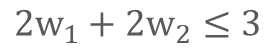 2w₁ + 2w₂ ≤ 3